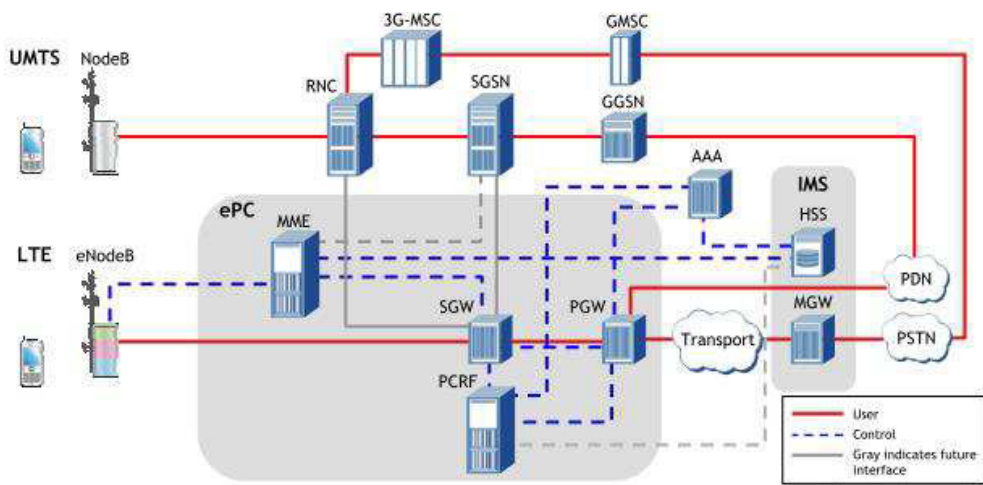 3G-MSC
GMSC
UMTS
NodeB
RNC
SGSN
GGSN
AAA
IMS
ePC
MME
HSS
LTE
eNodeB
PDN
SGW
PGW
MGW
Transport
PSTN
PCRF
User
Control
Gray indicates future
interface